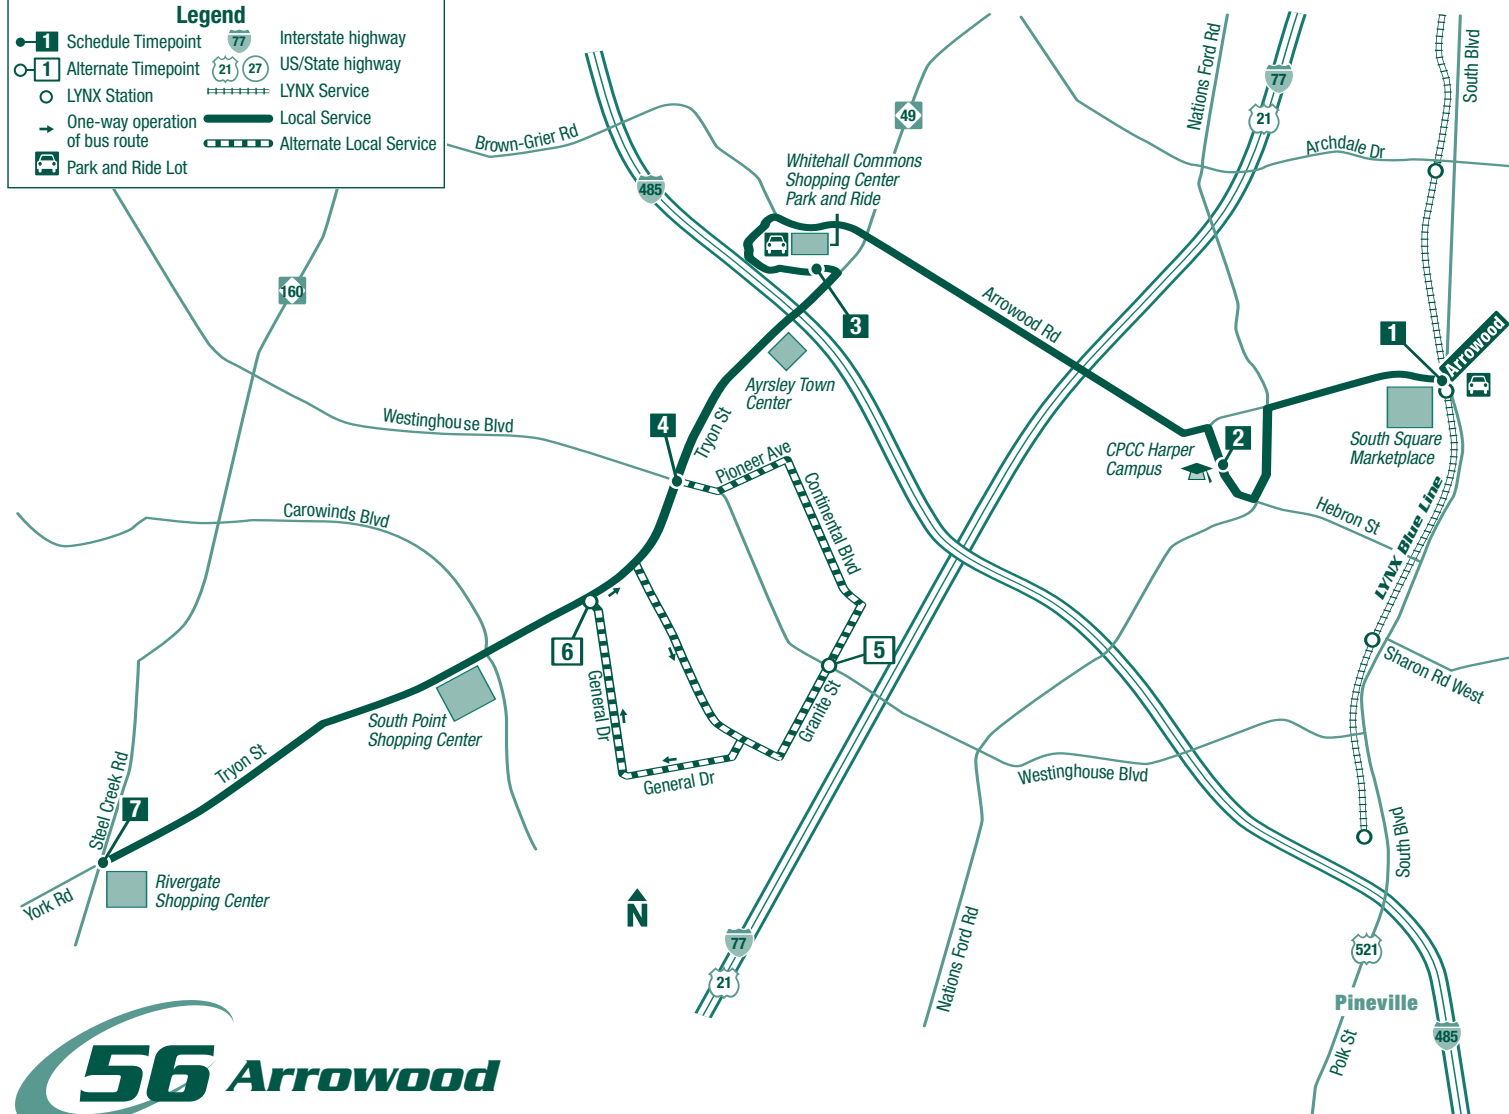 Legend
1 Schedule Timepoint
77 Interstate highway
1 Alternate Timepoint
21 27 US/State highway
LYNX Station
LYNX Service
One-way operation
of bus route
Local Service
Alternate Local Service
Park and Ride Lot
Brown-Grier Rd
49
Nations Ford Rd
77
21
South Blvd
Archdale Dr
485
Whitehall Commons
Shopping Center
Park and Ride
160
3
Arrowood Rd
1
Arrowood
Ayrsley Town
Center
South Square
Marketplace
Westinghouse Blvd
4
Tryon St
Pioneer Ave
CPCC Harper
Campus
2
Continental Blvd
Hebron St
LYNX Blue Line
Carowinds Blvd
6
5
Sharon Rd West
General Dr
Granite St
South Point
Shopping Center
General Dr
Westinghouse Blvd
Tryon St
Steel Creek Rd
7
South Blvd
Rivergate
Shopping Center
York Rd
N
77
21
Nations Ford Rd
521
Pineville
485
Polk St
56 Arrowood